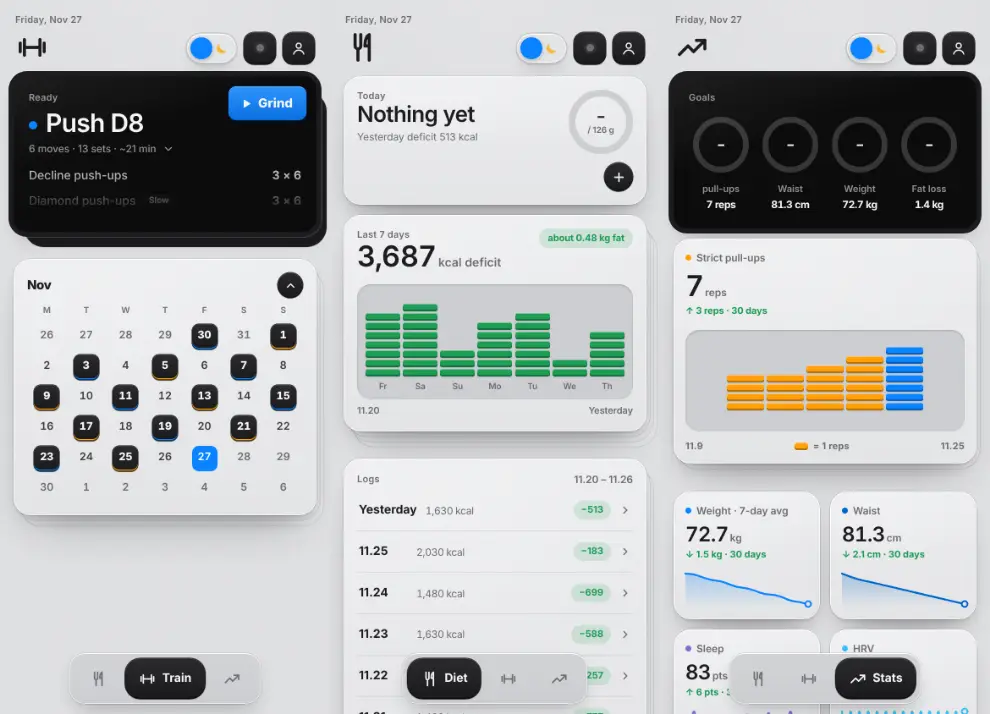 Friday, Nov 27
Ready
Push D8
Grind
6 moves · 13 sets · ~21 min
Decline push-ups 3 × 6
Diamond push-ups Slow 3 × 6
Nov
M T W T F S S
26 27 28 29 30 31 1
2 3 4 5 6 7 8
9 10 11 12 13 14 15
16 17 18 19 20 21 22
23 24 25 26 27 28 29
30 1 2 3 4 5 6
Train
Friday, Nov 27
Today
Nothing yet
Yesterday deficit 513 kcal
-
/ 126 g
Last 7 days
about 0.48 kg fat
3,687 kcal deficit
Fr Sa Su Mo Tu We Th
11.20 Yesterday
Logs 11.20 – 11.26
Yesterday 1,630 kcal −513
11.25 2,030 kcal −183
11.24 1,480 kcal −699
11.23 1,630 kcal −588
11.22 257
Diet
Friday, Nov 27
Goals
- - - -
pull-ups Waist Weight Fat loss
7 reps 81.3 cm 72.7 kg 1.4 kg
Strict pull-ups
7 reps
↑ 3 reps · 30 days
11.9 = 1 reps 11.25
Weight · 7-day avg
72.7 kg
↓ 1.5 kg · 30 days
Waist
81.3 cm
↓ 2.1 cm · 30 days
Sleep
83 pts
↑ 6 pts ·
HRV
Stats